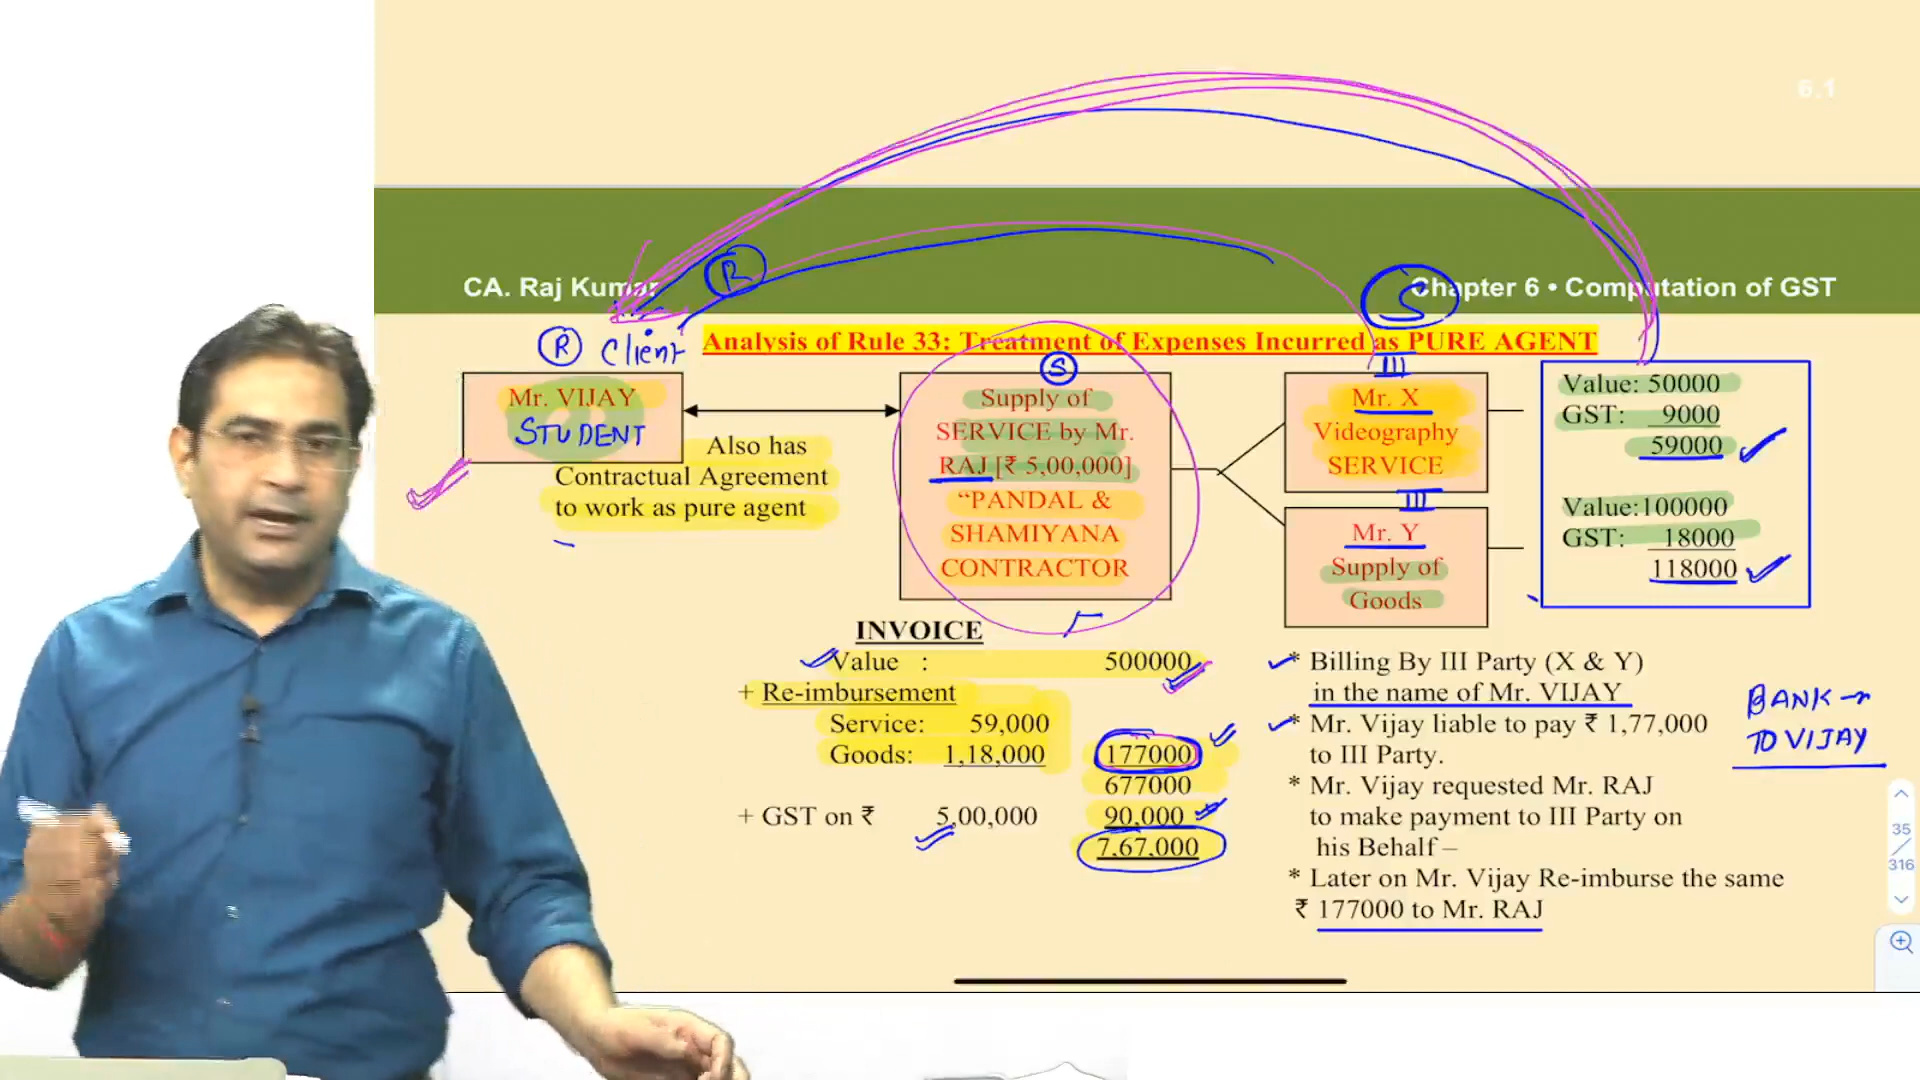 6.1
CA. Raj Kumar
Chapter 6 • Computation of GST
R
S
R Client
Analysis of Rule 33: Treatment of Expenses Incurred as PURE AGENT
Mr. VIJAY
STUDENT
Also has
Contractual Agreement
to work as pure agent
S
Supply of
SERVICE by Mr.
RAJ [₹ 5,00,000]
"PANDAL &
SHAMIYANA
CONTRACTOR
III
Mr. X
Videography
SERVICE
III
Mr. Y
Supply of
Goods
Value: 50000
GST: 9000
59000
Value:100000
GST: 18000
118000
INVOICE
Value : 500000
+ Re-imbursement
Service: 59,000
Goods: 1,18,000 177000
677000
+ GST on ₹ 5,00,000 90,000
7,67,000
* Billing By III Party (X & Y)
in the name of Mr. VIJAY
* Mr. Vijay liable to pay ₹ 1,77,000
to III Party.
* Mr. Vijay requested Mr. RAJ
to make payment to III Party on
his Behalf –
* Later on Mr. Vijay Re-imburse the same
₹ 177000 to Mr. RAJ
BANK →
TO VIJAY
35
316